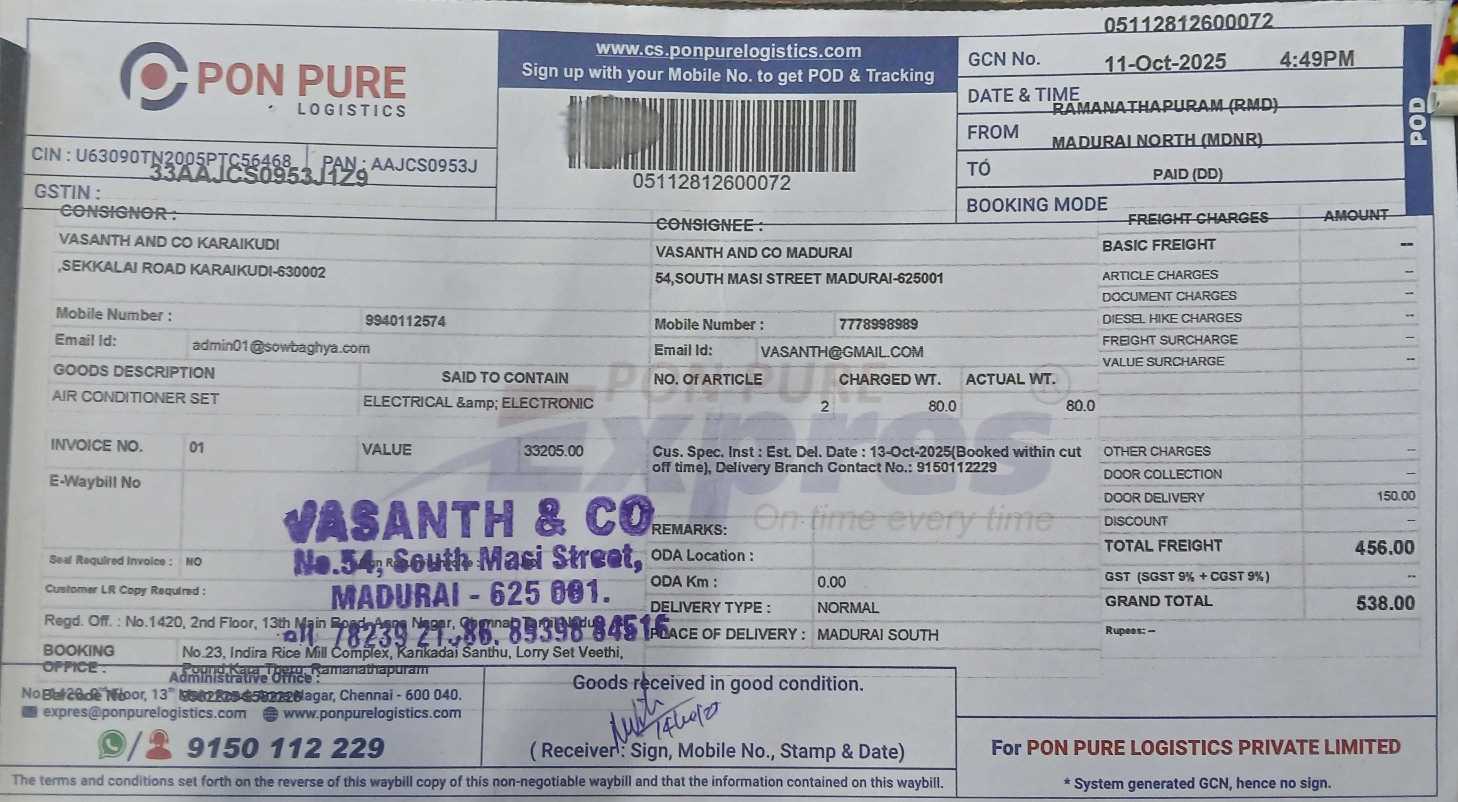 05112812600072
PON PURE
LOGISTICS
www.cs.ponpurelogistics.com
Sign up with your Mobile No. to get POD & Tracking
05112812600072
GCN No.
11-Oct-2025 4:49PM
DATE & TIME
RAMANATHAPURAM (RMD)
FROM
MADURAI NORTH (MDNR)
TO
PAID (DD)
BOOKING MODE
POD
CIN : U63090TN2005PTC56468 PAN : AAJCS0953J
33AAJCS0953J1Z9
GSTIN :
CONSIGNOR :
VASANTH AND CO KARAIKUDI
,SEKKALAI ROAD KARAIKUDI-630002
Mobile Number : 9940112574
Email Id: admin01@sowbaghya.com
CONSIGNEE :
VASANTH AND CO MADURAI
54,SOUTH MASI STREET MADURAI-625001
Mobile Number : 7778998989
Email Id: VASANTH@GMAIL.COM
GOODS DESCRIPTION SAID TO CONTAIN NO. Of ARTICLE CHARGED WT. ACTUAL WT.
AIR CONDITIONER SET ELECTRICAL &amp; ELECTRONIC 2 80.0 80.0
INVOICE NO. 01 VALUE 33205.00
E-Waybill No
Cus. Spec. Inst : Est. Del. Date : 13-Oct-2025(Booked within cut
off time), Delivery Branch Contact No.: 9150112229
PON PURE
Expres
On time every time
REMARKS:
ODA Location :
ODA Km : 0.00
DELIVERY TYPE : NORMAL
PLACE OF DELIVERY : MADURAI SOUTH
FREIGHT CHARGES AMOUNT
BASIC FREIGHT --
ARTICLE CHARGES --
DOCUMENT CHARGES --
DIESEL HIKE CHARGES --
FREIGHT SURCHARGE --
VALUE SURCHARGE --
OTHER CHARGES --
DOOR COLLECTION --
DOOR DELIVERY 150.00
DISCOUNT --
TOTAL FREIGHT 456.00
GST (SGST 9% + CGST 9%) --
GRAND TOTAL 538.00
Rupees: --
VASANTH & CO
No.54, South Masi Street,
MADURAI - 625 001.
78239 21 86. 89398 84516
Seal Required Invoice : NO
Customer LR Copy Required :
Regd. Off. : No.1420, 2nd Floor, 13th Main Road, Anna Nagar,
BOOKING OFFICE : No.23, Indira Rice Mill Complex, Karikadai Santhu, Lorry Set Veethi,
Ramanathapuram
Administrative Office :
Floor, 13th Nagar, Chennai - 600 040.
expres@ponpurelogistics.com www.ponpurelogistics.com
9150 112 229
Goods received in good condition.
( Receiver : Sign, Mobile No., Stamp & Date)
For PON PURE LOGISTICS PRIVATE LIMITED
* System generated GCN, hence no sign.
The terms and conditions set forth on the reverse of this waybill copy of this non-negotiable waybill and that the information contained on this waybill.